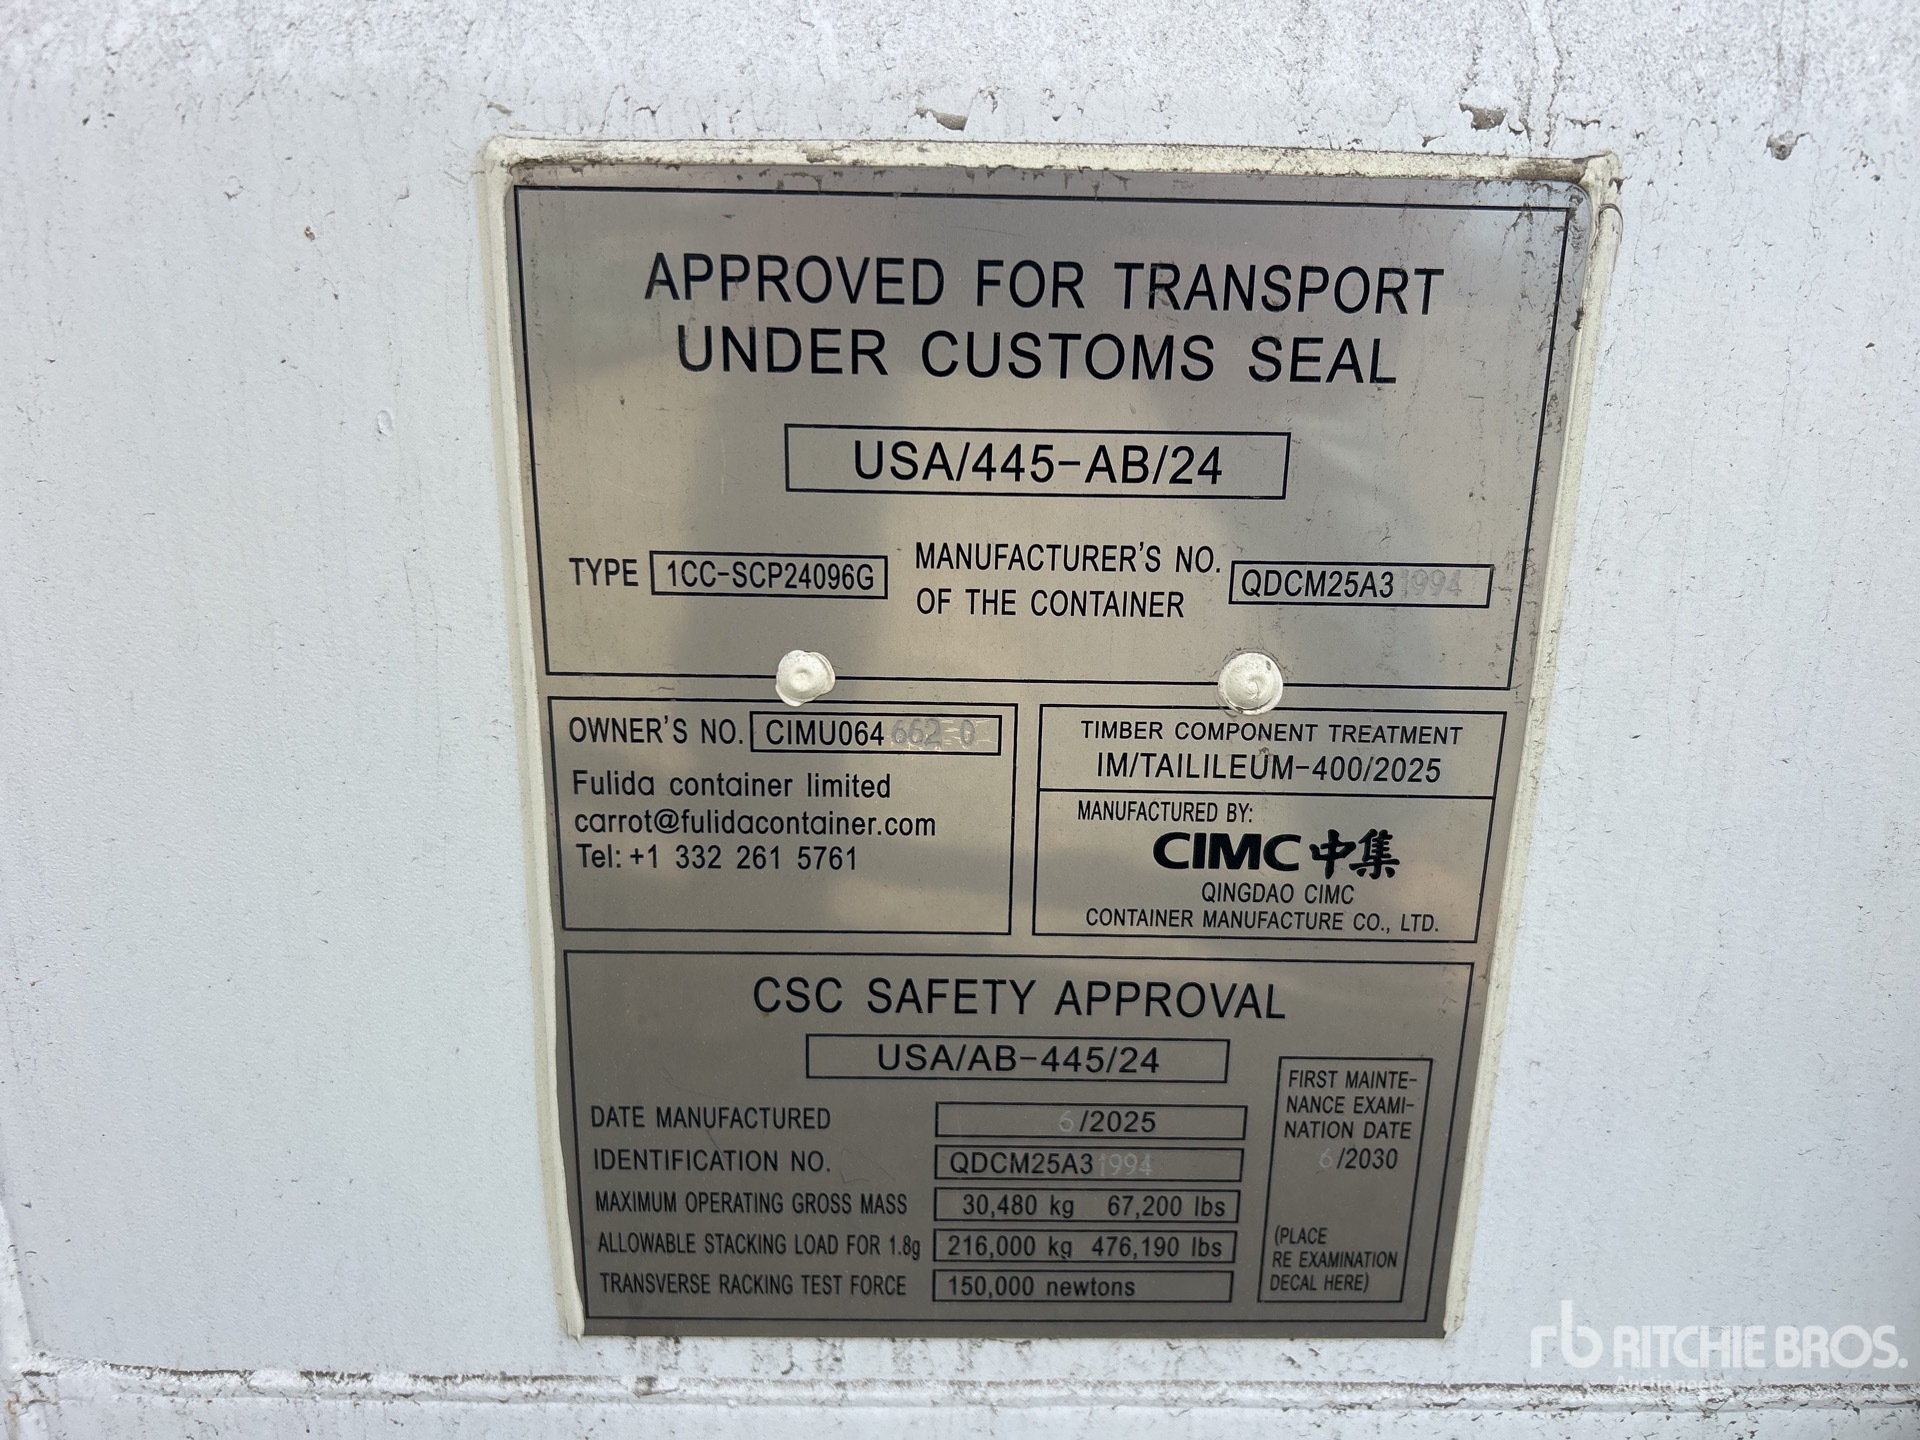 APPROVED FOR TRANSPORT
UNDER CUSTOMS SEAL
USA/445-AB/24
TYPE 1CC-SCP24096G
MANUFACTURER'S NO.
OF THE CONTAINER
QDCM25A31994
OWNER'S NO. CIMU064 662 0
Fulida container limited
carrot@fulidacontainer.com
Tel: +1 332 261 5761
TIMBER COMPONENT TREATMENT
IM/TAILILEUM-400/2025
MANUFACTURED BY:
CIMC 中集
QINGDAO CIMC
CONTAINER MANUFACTURE CO., LTD.
CSC SAFETY APPROVAL
USA/AB-445/24
DATE MANUFACTURED 6/2025
IDENTIFICATION NO. QDCM25A31994
MAXIMUM OPERATING GROSS MASS 30,480 kg 67,200 lbs
ALLOWABLE STACKING LOAD FOR 1.8g 216,000 kg 476,190 lbs
TRANSVERSE RACKING TEST FORCE 150,000 newtons
FIRST MAINTE-
NANCE EXAMI-
NATION DATE
6/2030
(PLACE
RE EXAMINATION
DECAL HERE)
rb RITCHIE BROS.
Auctioneers